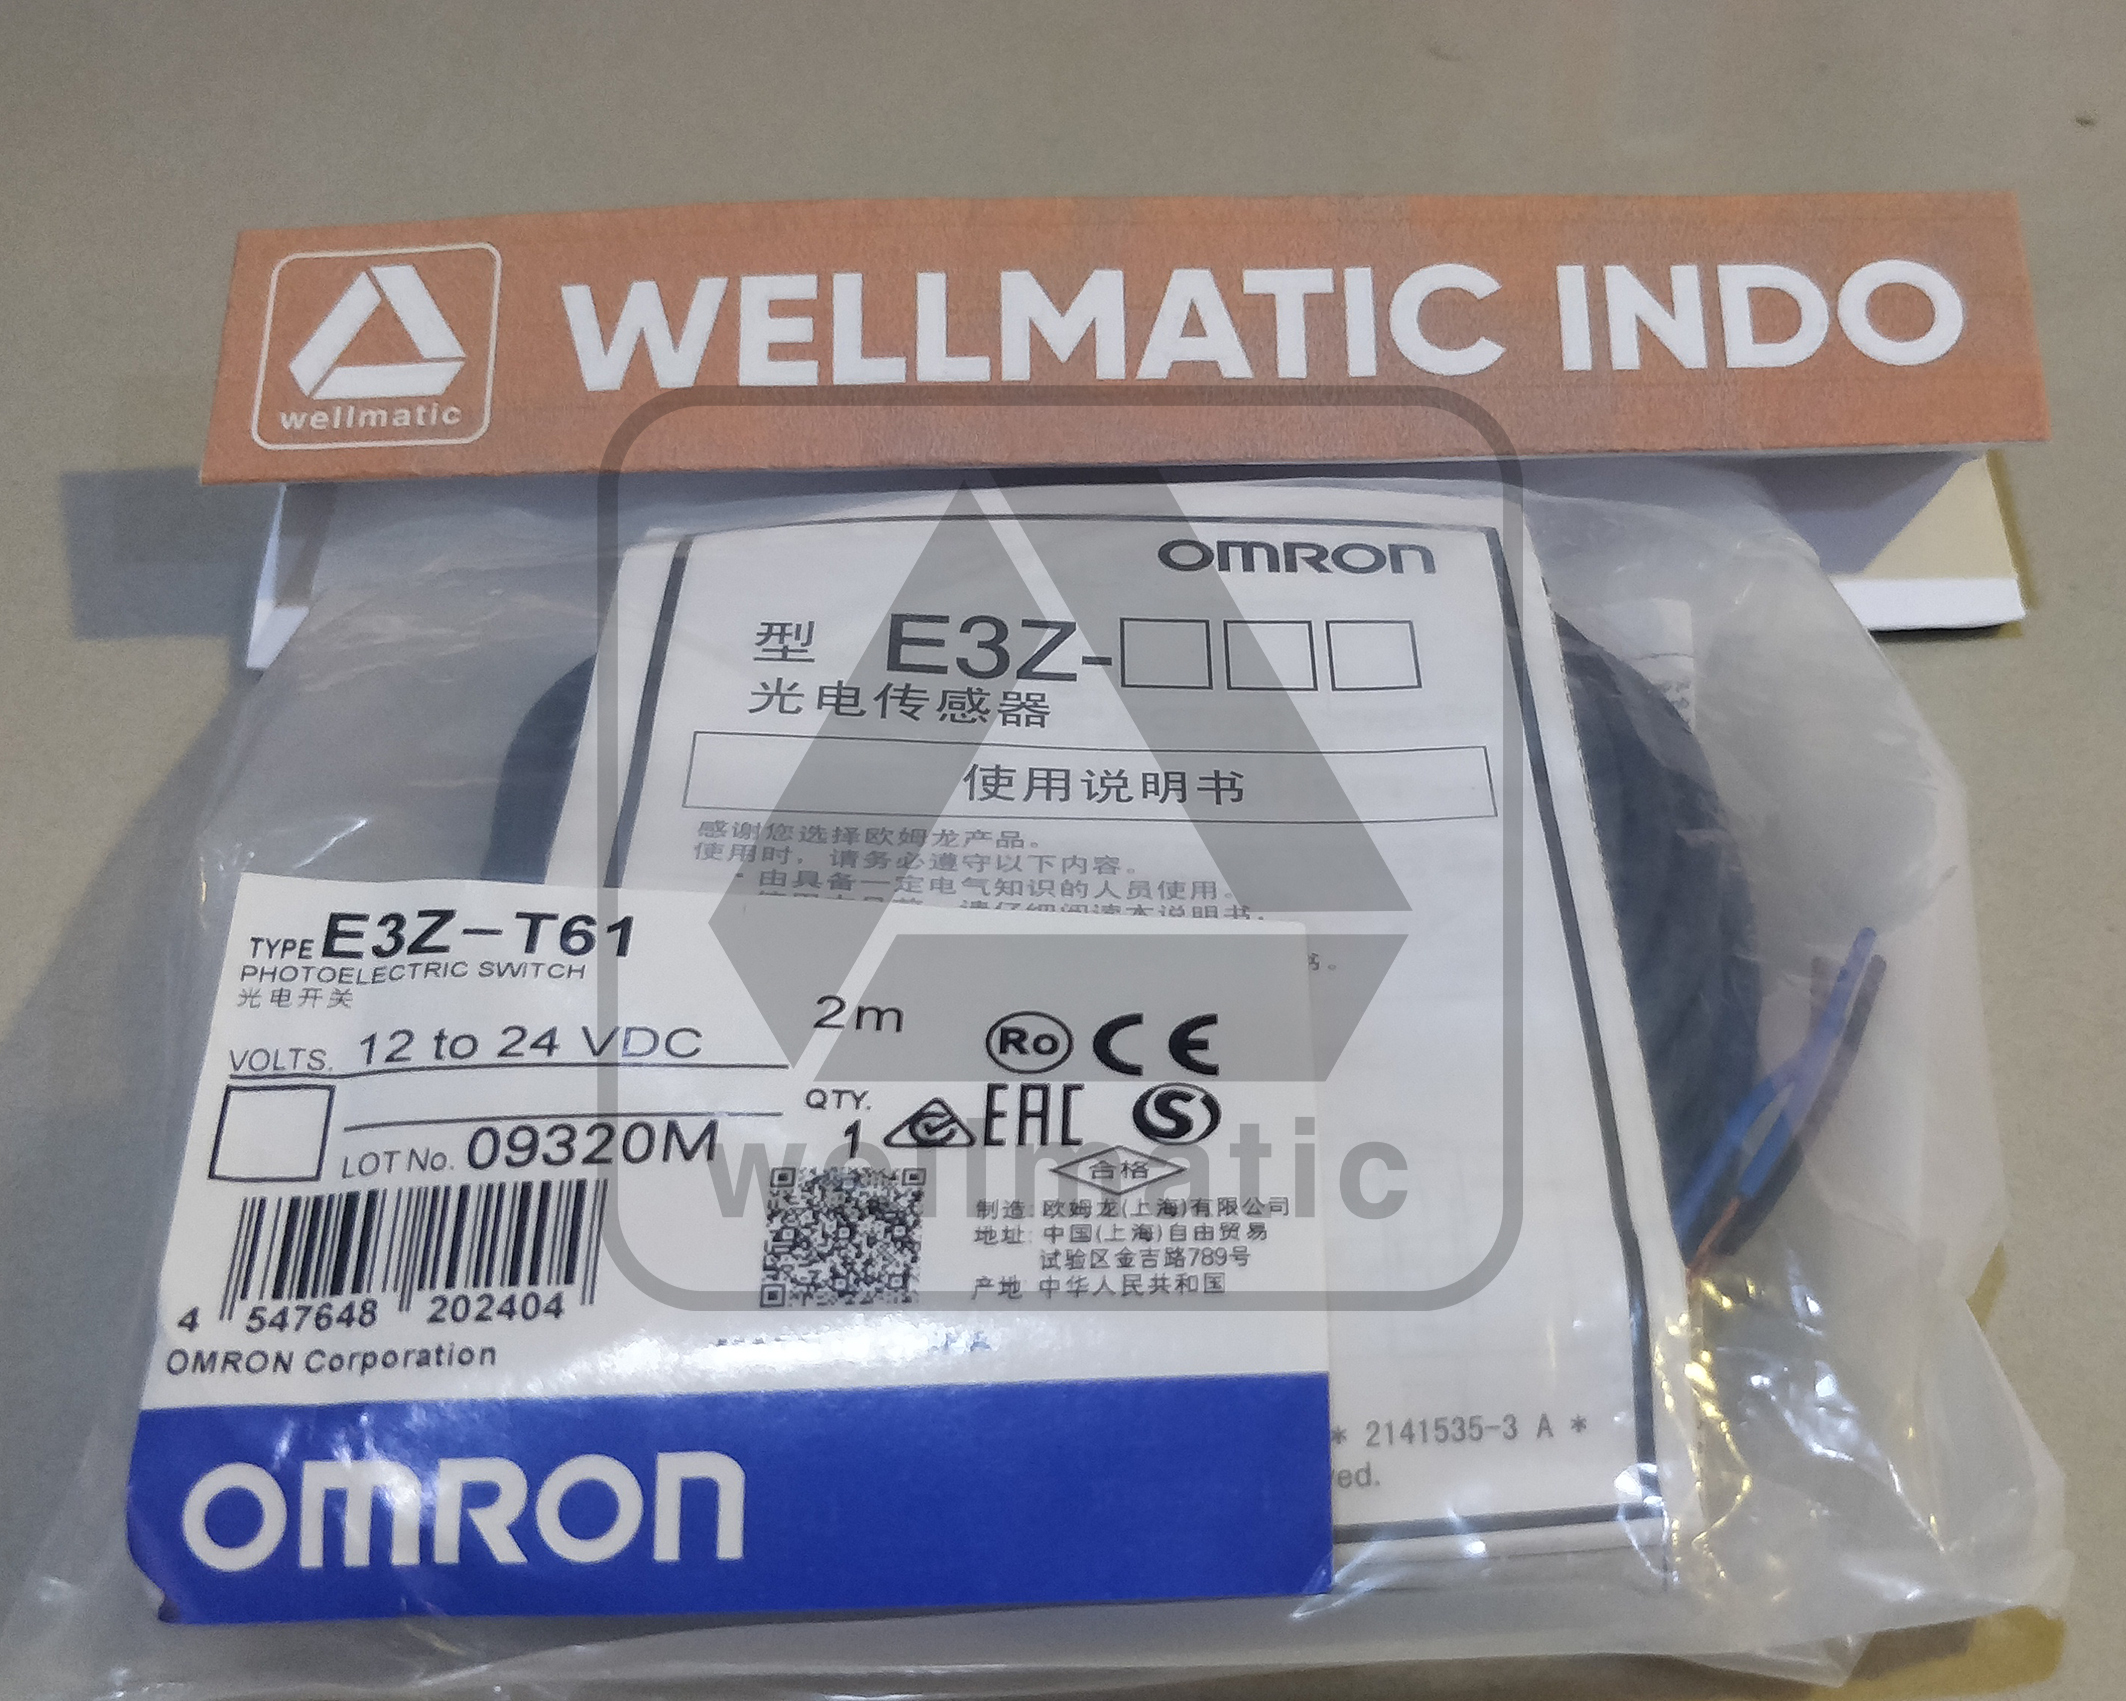 WELLMATIC INDO
wellmatic
OMRON
型 E3Z-□□□
光电传感器
使用说明书
感谢您选择欧姆龙产品。
使用时，请务必遵守以下内容。
・由具备一定电气知识的人员使用。
书。
TYPE E3Z-T61
PHOTOELECTRIC SWITCH
光电开关
2m
VOLTS. 12 to 24 VDC
Ro CE
QTY.
1
EAC S
LOT No. 09320M
合格
制造: 欧姆龙(上海)有限公司
地址: 中国(上海)自由贸易
试验区金吉路789号
产地: 中华人民共和国
4 547648 202404
OMRON Corporation
OMRON
* 2141535-3 A *
ved.
wellmatic